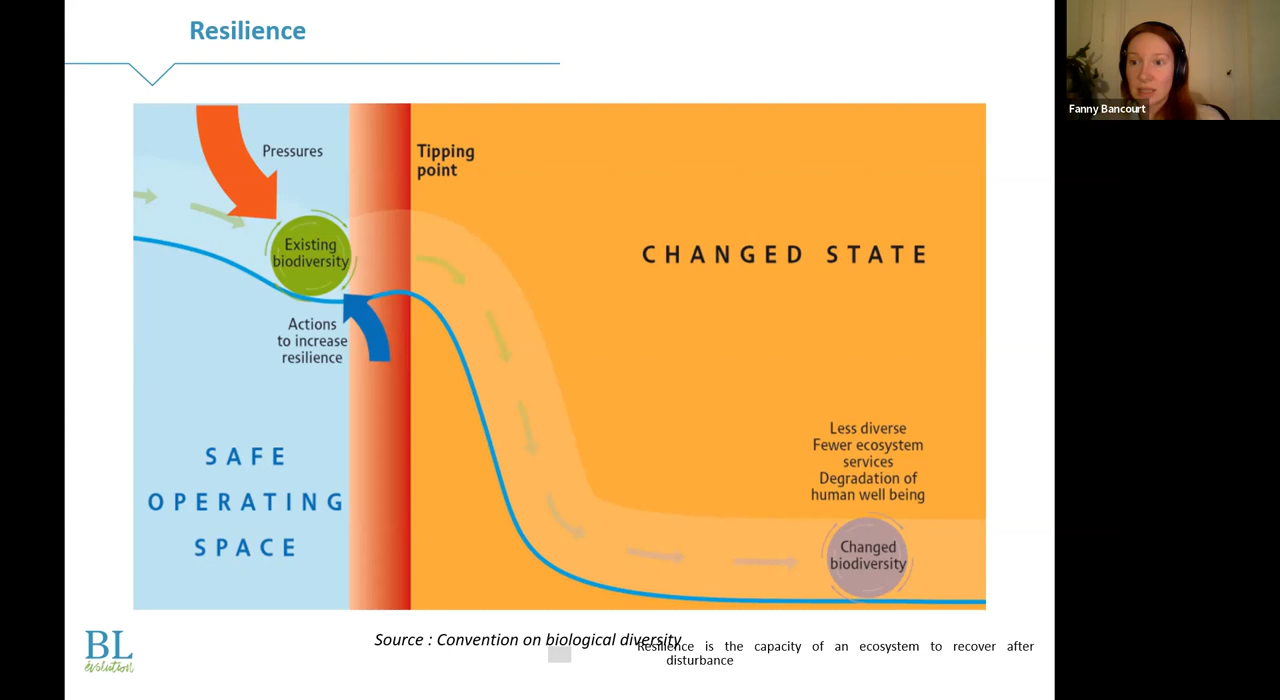 Resilience
Pressures
Tipping
point
Existing
biodiversity
Actions
to increase
resilience
CHANGED STATE
SAFE
OPERATING
SPACE
Less diverse
Fewer ecosystem
services
Degradation of
human well being
Changed
biodiversity
BL
évolution
Source : Convention on biological diversity
Resilience is the capacity of an ecosystem to recover after
disturbance
Fanny Bancourt